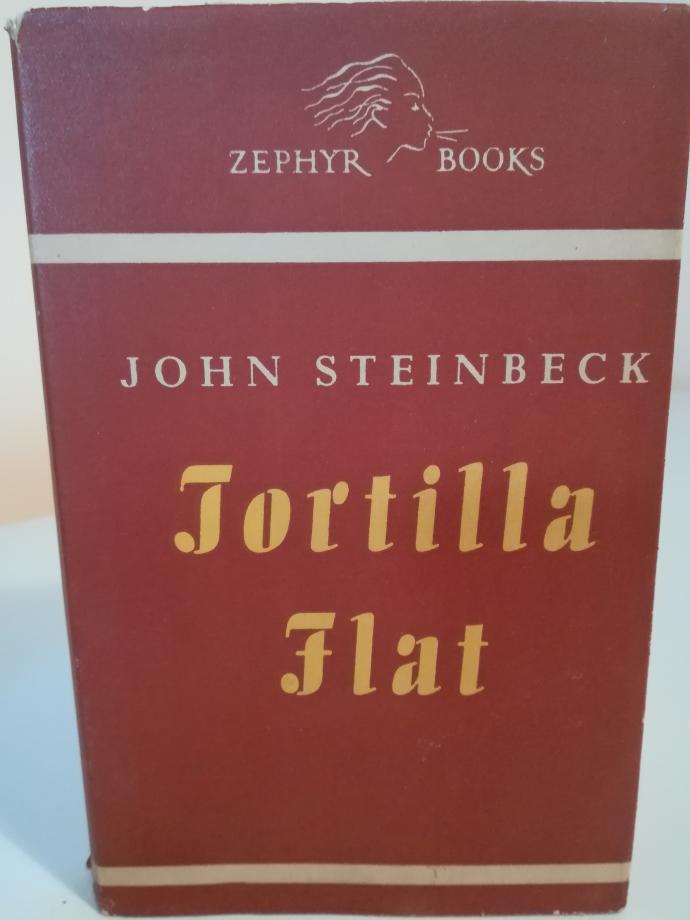 ZEPHYR BOOKS
JOHN STEINBECK
Tortilla
Flat